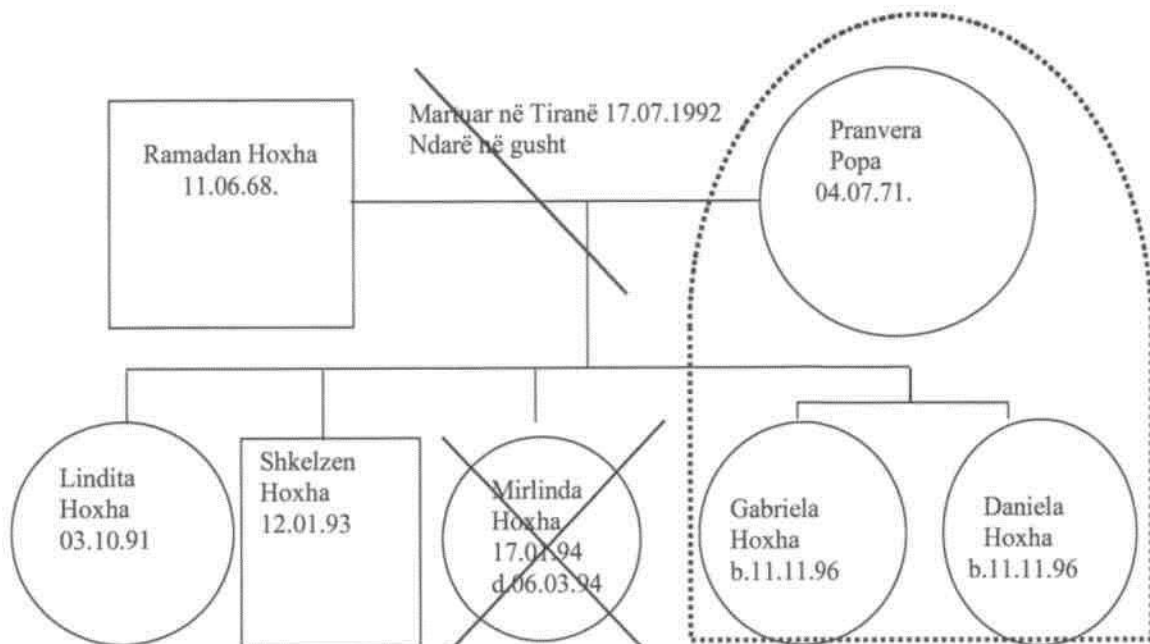 Martuar në Tiranë 17.07.1992
Ndarë në gusht
Ramadan Hoxha
11.06.68.
Pranvera
Popa
04.07.71.
Lindita
Hoxha
03.10.91
Shkelzen
Hoxha
12.01.93
Mirlinda
Hoxha
17.01.94
d.06.03.94
Gabriela
Hoxha
b.11.11.96
Daniela
Hoxha
b.11.11.96